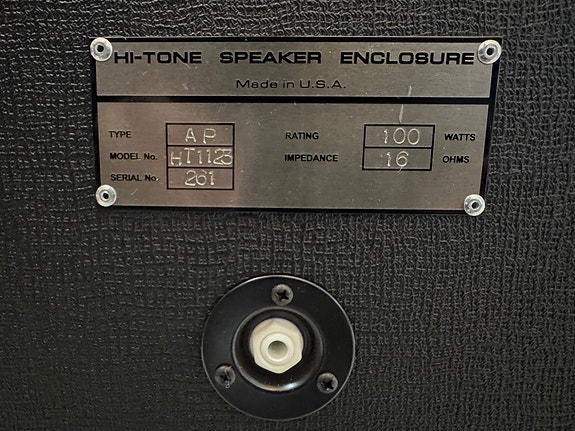 HI-TONE SPEAKER ENCLOSURE
Made in U.S.A.
TYPE AP RATING 100 WATTS
MODEL No. HT1123 IMPEDANCE 16 OHMS
SERIAL No. 261